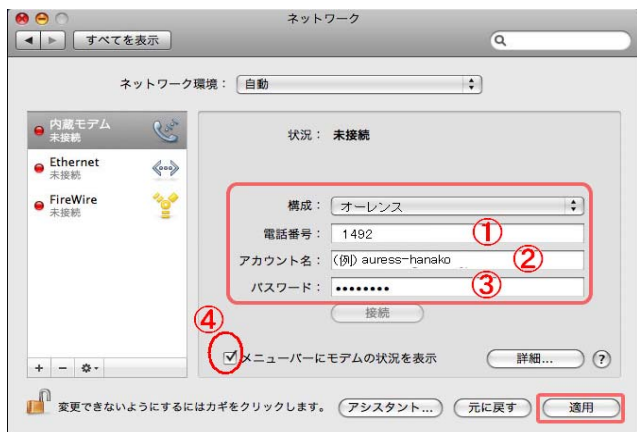 ネットワーク
すべてを表示
ネットワーク環境： 自動
内蔵モデム
未接続
Ethernet
未接続
FireWire
未接続
状況： 未接続
構成： オーレンス
電話番号： 1492 ①
アカウント名： (例) auress-hanako ②
パスワード： •••••••• ③
接続
④
メニューバーにモデムの状況を表示
詳細... ?
+ −
変更できないようにするにはカギをクリックします。
アシスタント... 元に戻す 適用